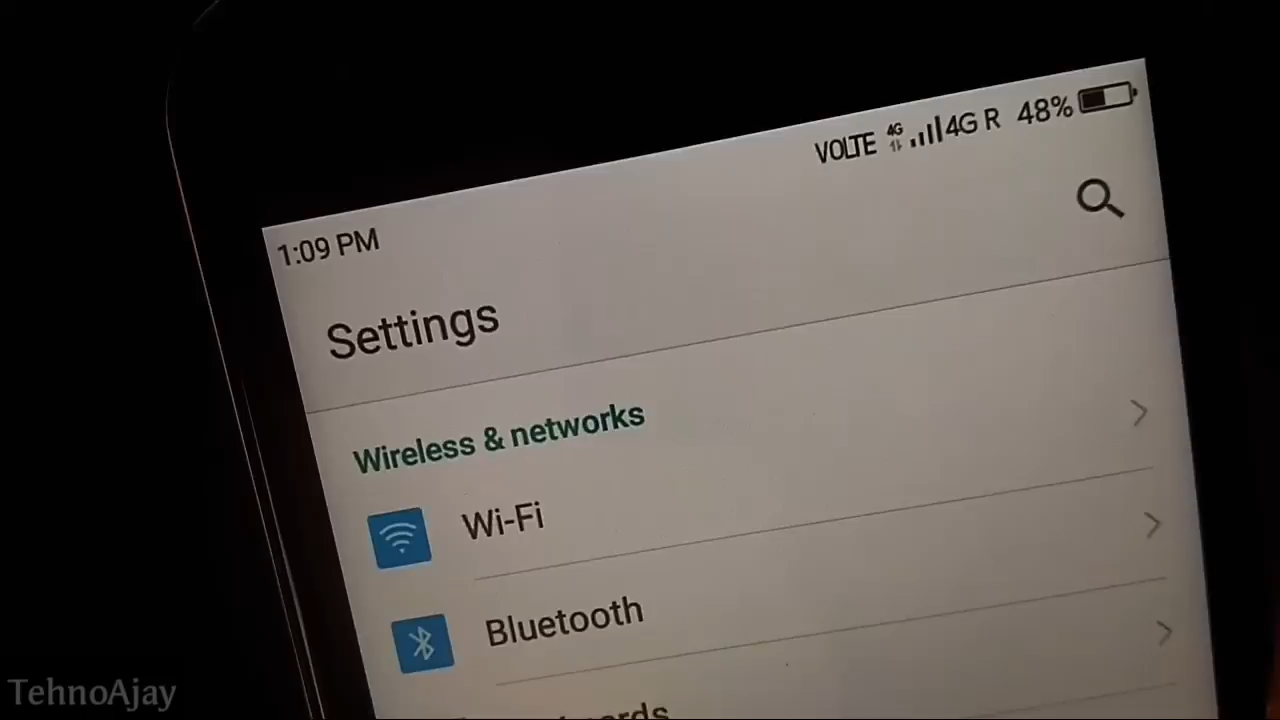 VOLTE 4G 4G R 48%
1:09 PM
Settings
Wireless & networks
Wi-Fi
Bluetooth
TehnoAjay